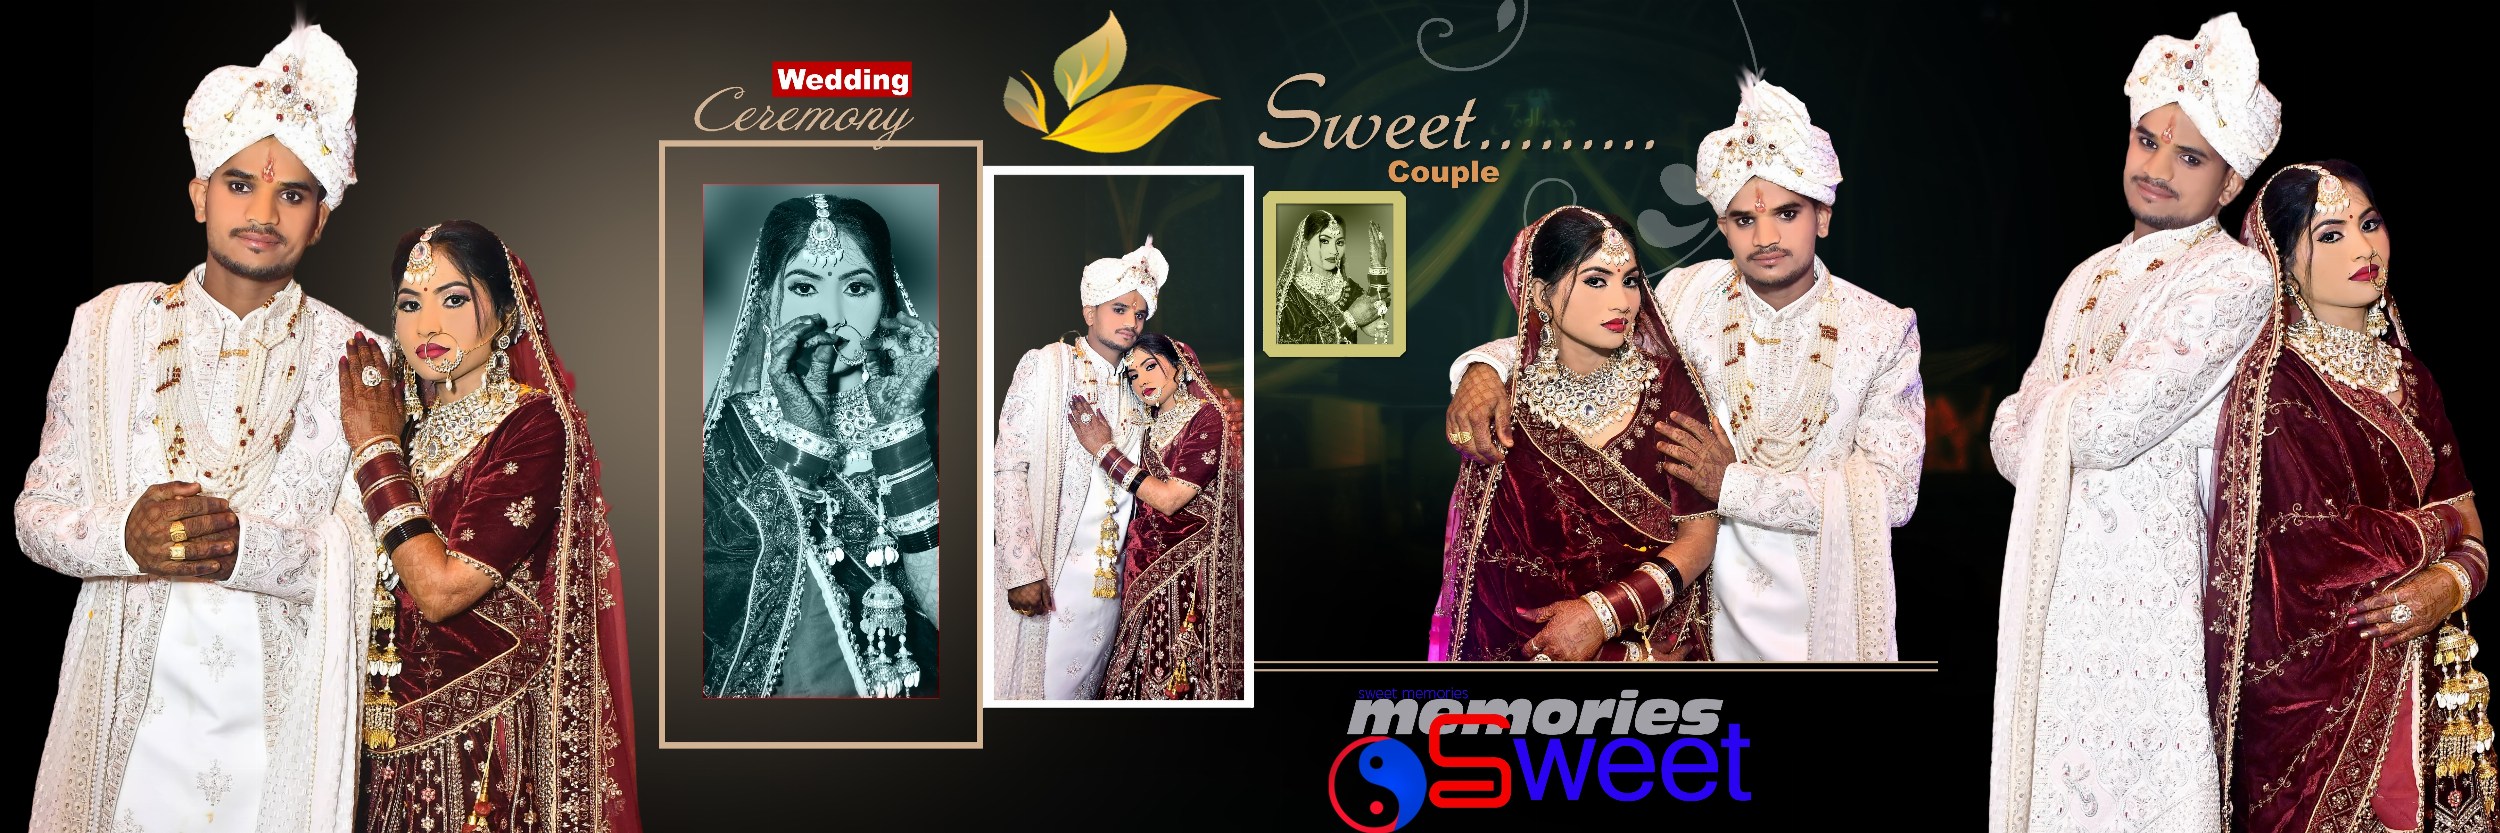 Wedding
Ceremony
Sweet.........
Couple
sweet memories
memories
Sweet